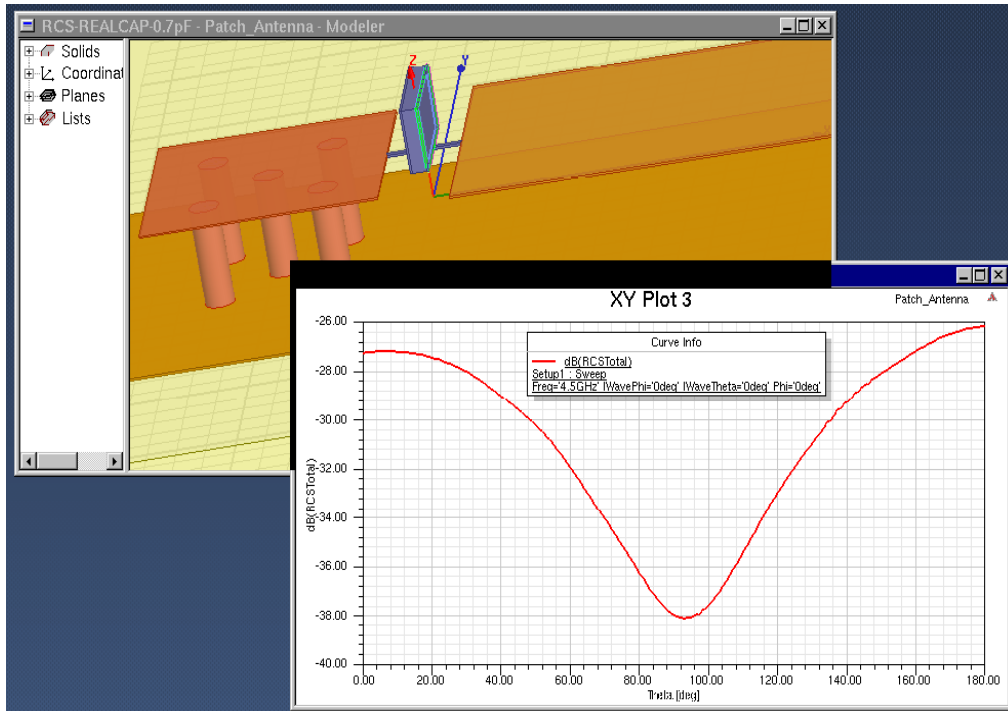 RCS-REALCAP-0.7pF - Patch_Antenna - Modeler
Solids
Coordinat
Planes
Lists
Z
Y
XY Plot 3
Patch_Antenna
Curve Info
dB(RCSTotal)
Setup1 : Sweep
Freq='4.5GHz' IWavePhi='0deg' IWaveTheta='0deg' Phi='0deg'
-26.00
-28.00
-30.00
-32.00
-34.00
-36.00
-38.00
-40.00
dB(RCSTotal)
0.00 20.00 40.00 60.00 80.00 100.00 120.00 140.00 160.00 180.00
Theta [deg]